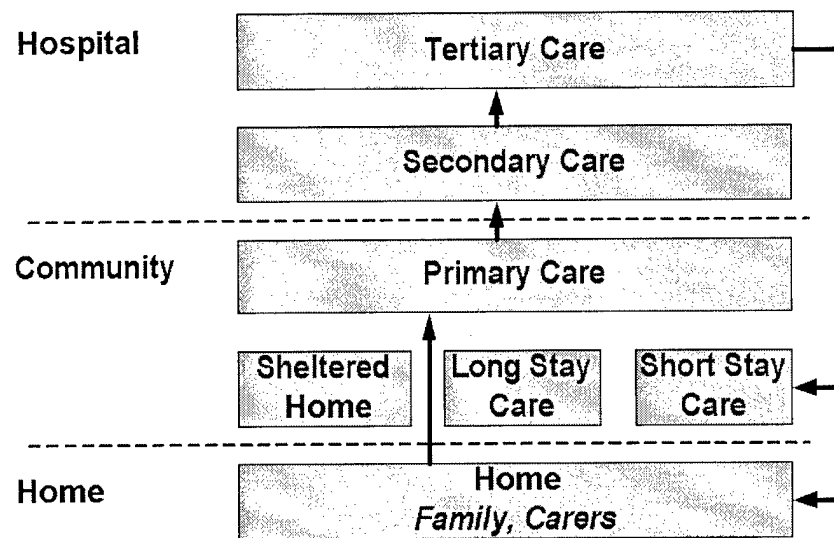 Hospital
Tertiary Care
Secondary Care
Community
Primary Care
Sheltered
Home
Long Stay
Care
Short Stay
Care
Home
Home
Family, Carers